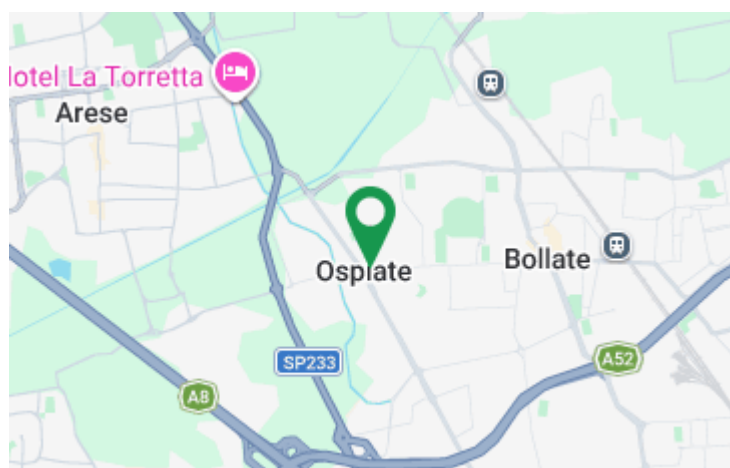 Hotel La Torretta
Arese
Ospiate
Bollate
SP233
A52
A8